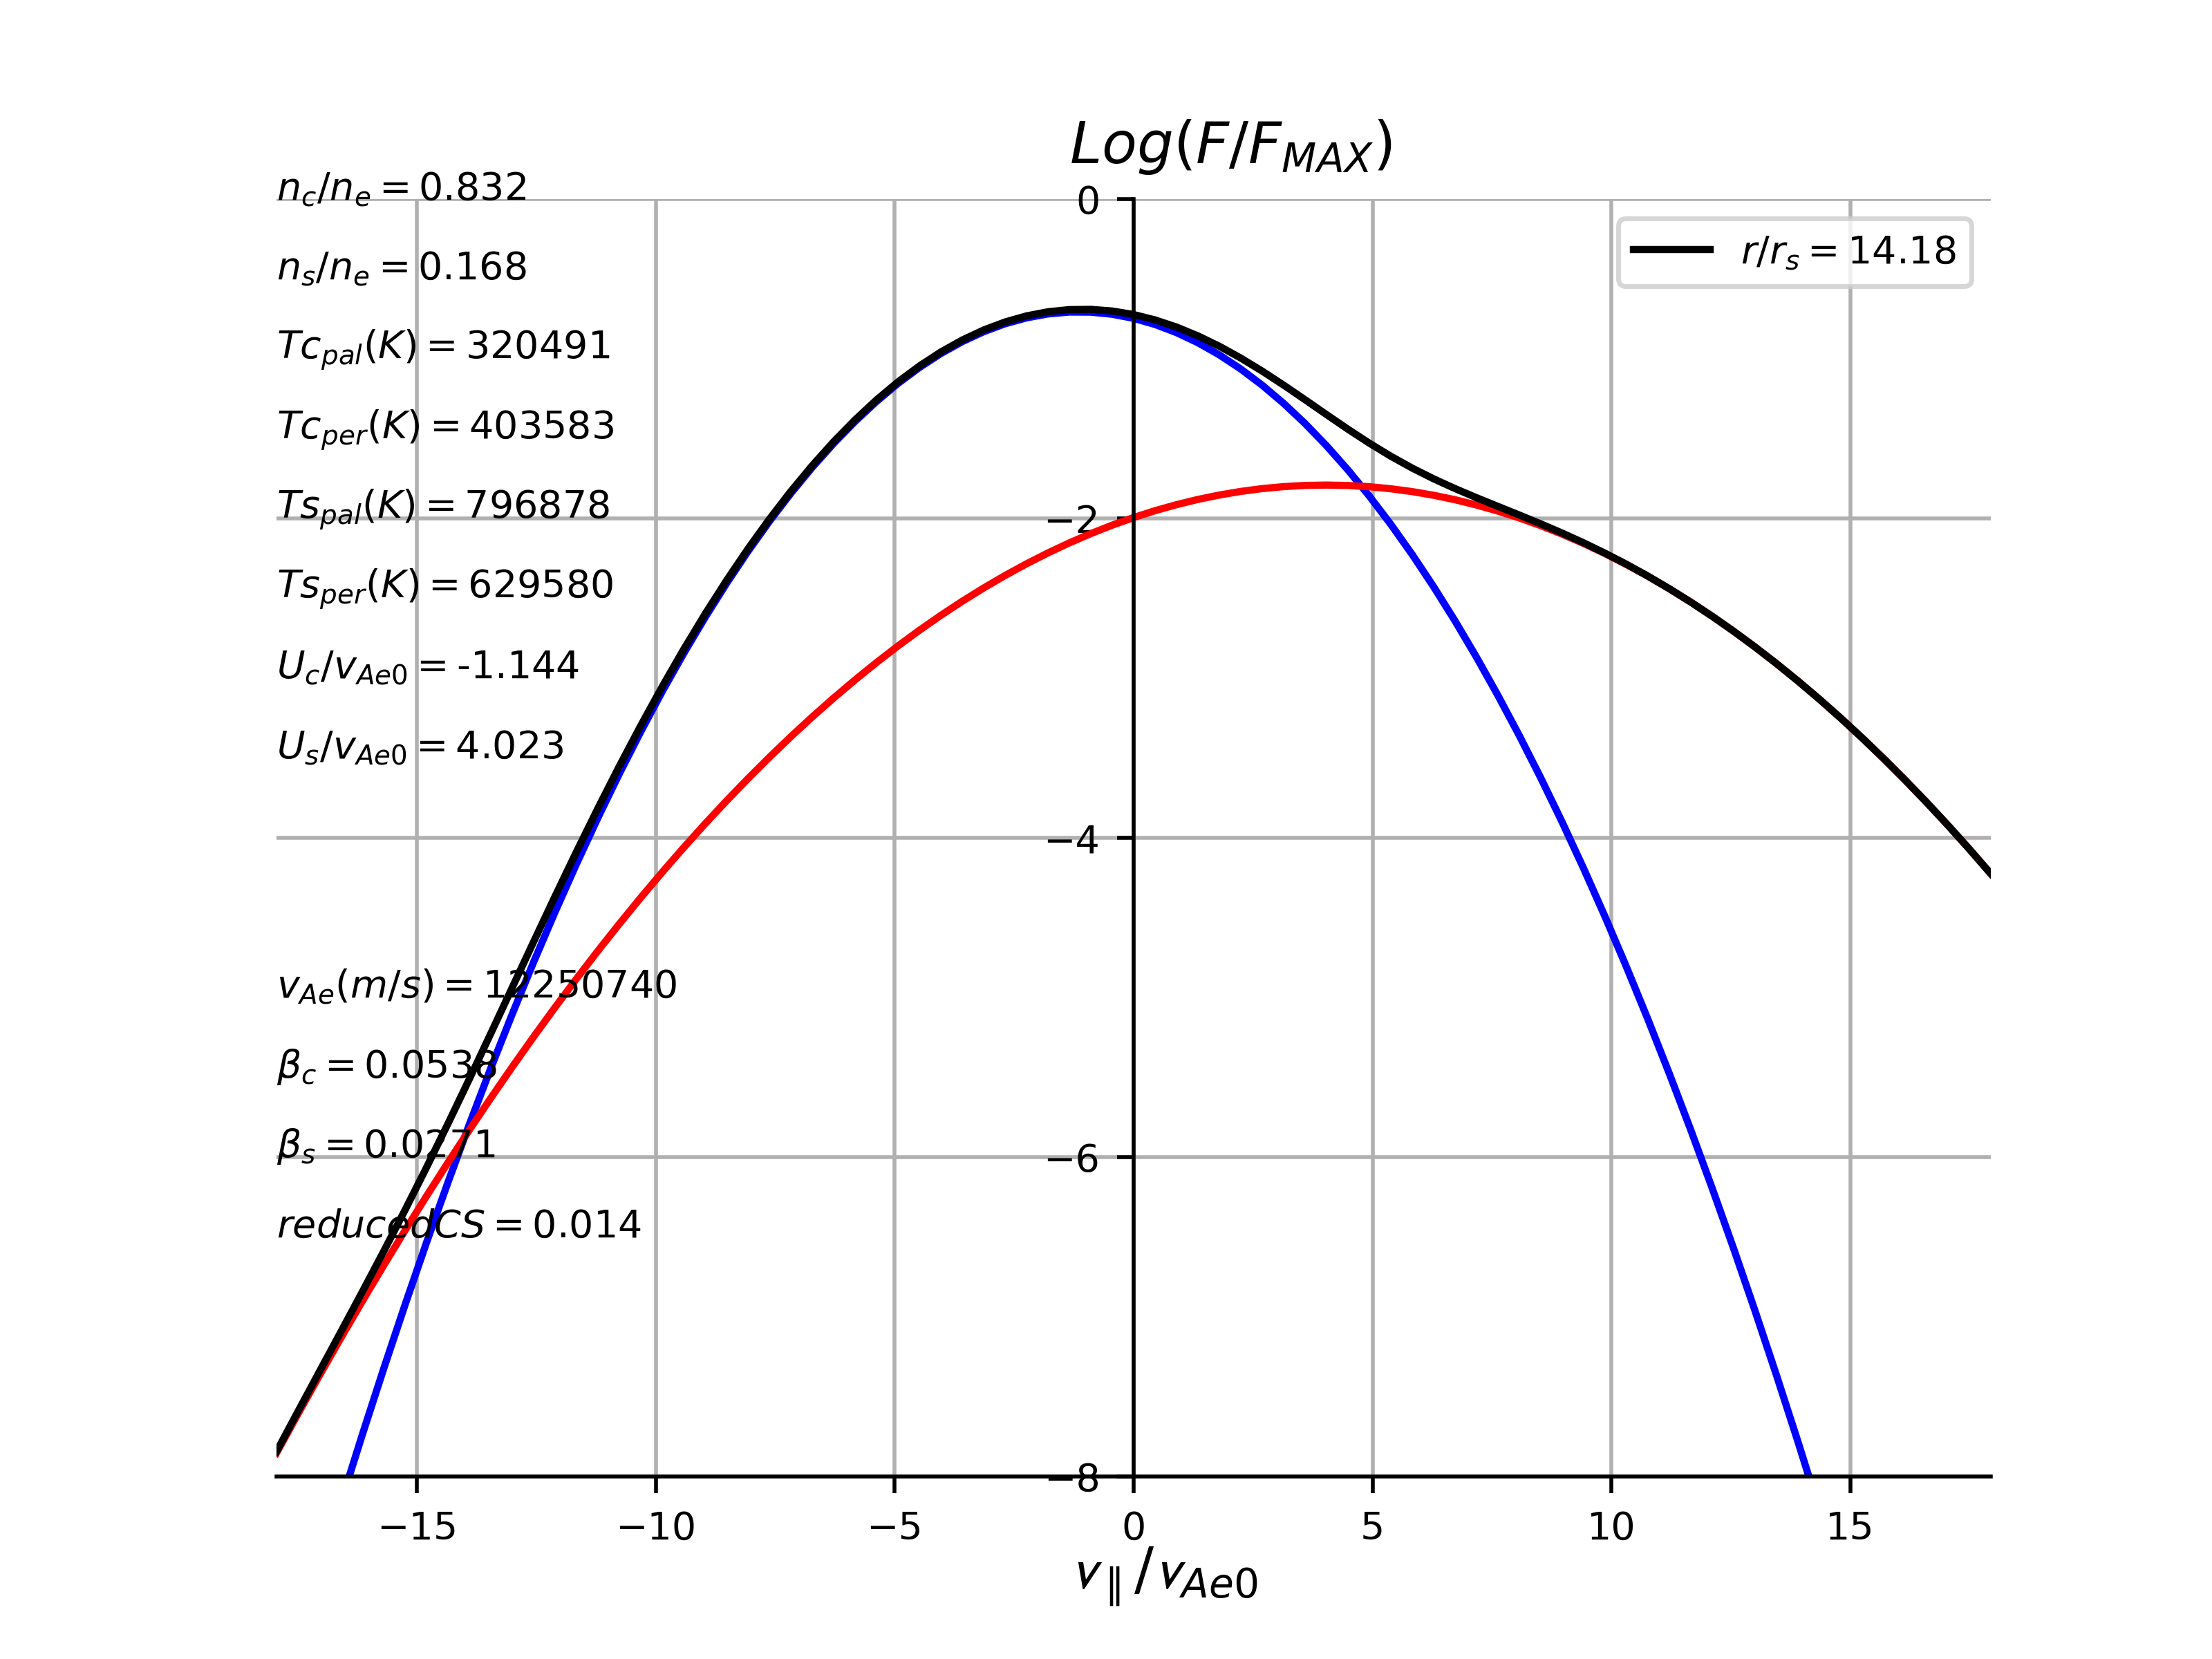 Log(F/F_MAX)
n_c/n_e = 0.832
n_s/n_e = 0.168
Tc_pal(K) = 320491
Tc_per(K) = 403583
Ts_pal(K) = 796878
Ts_per(K) = 629580
U_c/v_Ae0 = -1.144
U_s/v_Ae0 = 4.023
v_Ae(m/s) = 12250740
β_c = 0.0538
β_s = 0.0271
reducedCS = 0.014
r/r_s = 14.18
0
−2
−4
−6
−8
−15 −10 −5 0 5 10 15
v_∥/v_Ae0